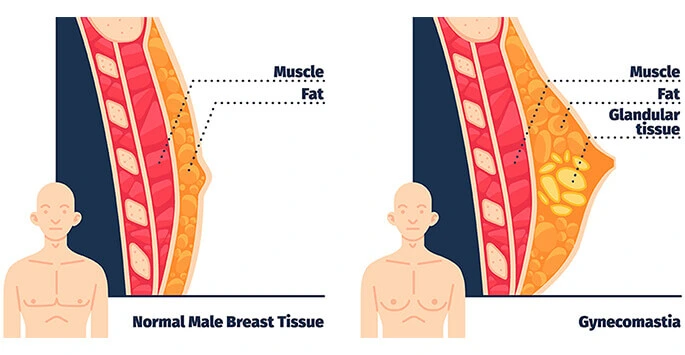 Muscle
Fat
Normal Male Breast Tissue
Muscle
Fat
Glandular
tissue
Gynecomastia